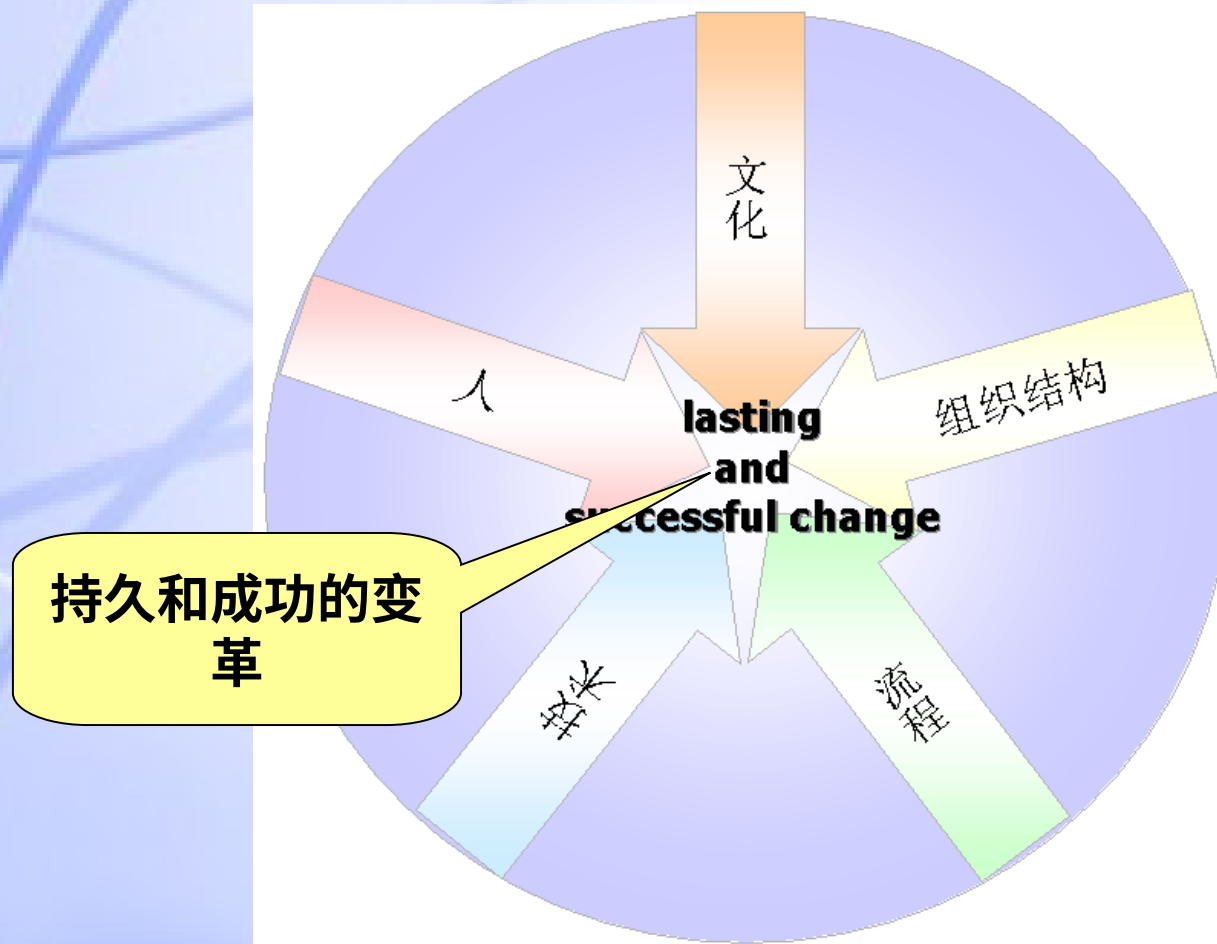 文
化
人
组织结构
lasting
and
successful change
持久和成功的变
革
技术
流
程